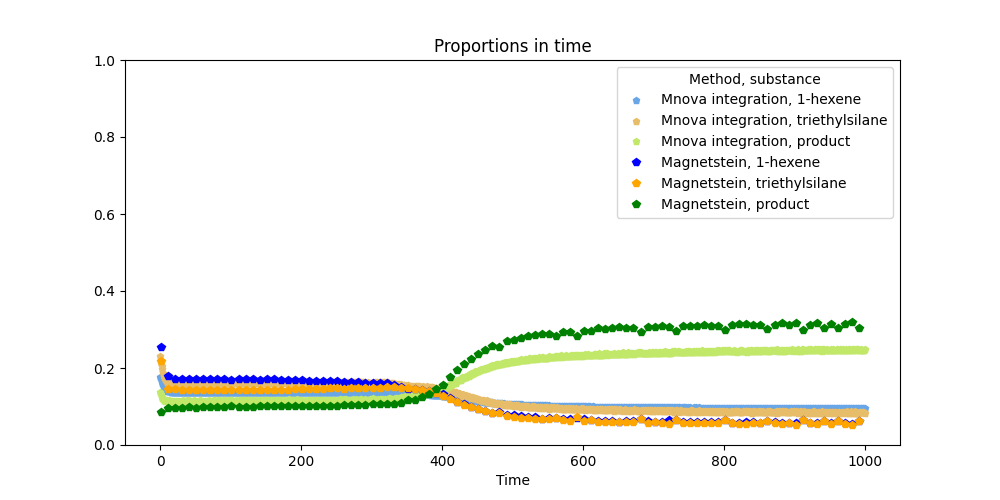 Proportions in time
1.0
0.8
0.6
0.4
0.2
0.0
Method, substance
Mnova integration, 1-hexene
Mnova integration, triethylsilane
Mnova integration, product
Magnetstein, 1-hexene
Magnetstein, triethylsilane
Magnetstein, product
0 200 400 600 800 1000
Time